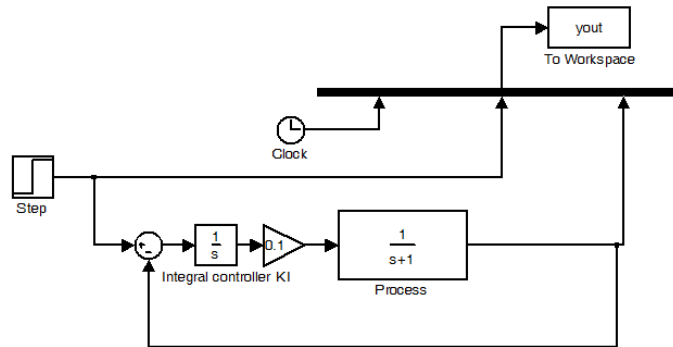 yout
To Workspace
Clock
Step
+
-
1
s
Integral controller KI
0.1
1
s+1
Process